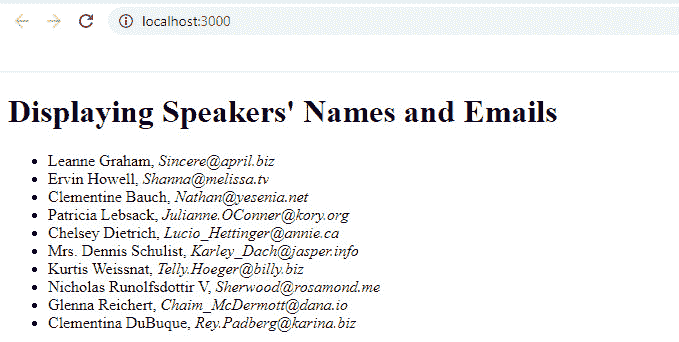 localhost:3000
Displaying Speakers' Names and Emails
• Leanne Graham, Sincere@april.biz
• Ervin Howell, Shanna@melissa.tv
• Clementine Bauch, Nathan@yesenia.net
• Patricia Lebsack, Julianne.OConner@kory.org
• Chelsey Dietrich, Lucio_Hettinger@annie.ca
• Mrs. Dennis Schulist, Karley_Dach@jasper.info
• Kurtis Weissnat, Telly.Hoeger@billy.biz
• Nicholas Runolfsdottir V, Sherwood@rosamond.me
• Glenna Reichert, Chaim_McDermott@dana.io
• Clementina DuBuque, Rey.Padberg@karina.biz